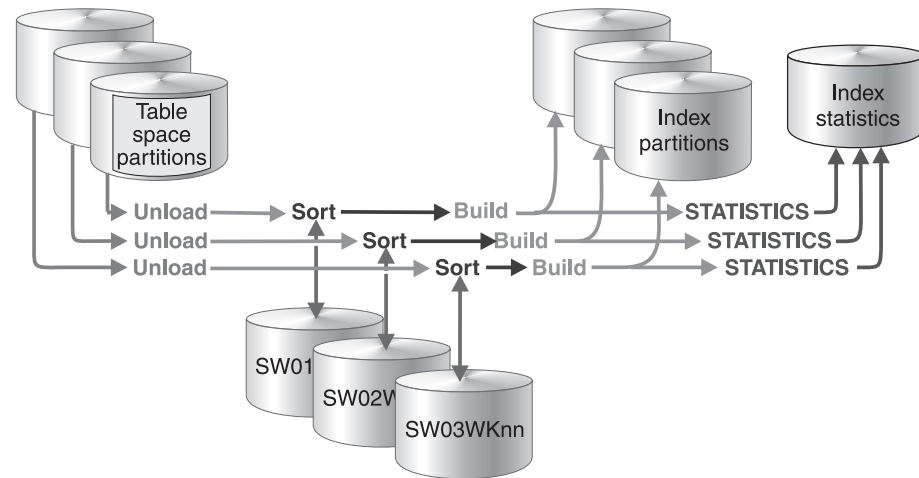 Table
space
partitions
Index
partitions
Index
statistics
Unload Sort Build STATISTICS
Unload Sort Build STATISTICS
Unload Sort Build STATISTICS
SW01
SW02W
SW03WKnn